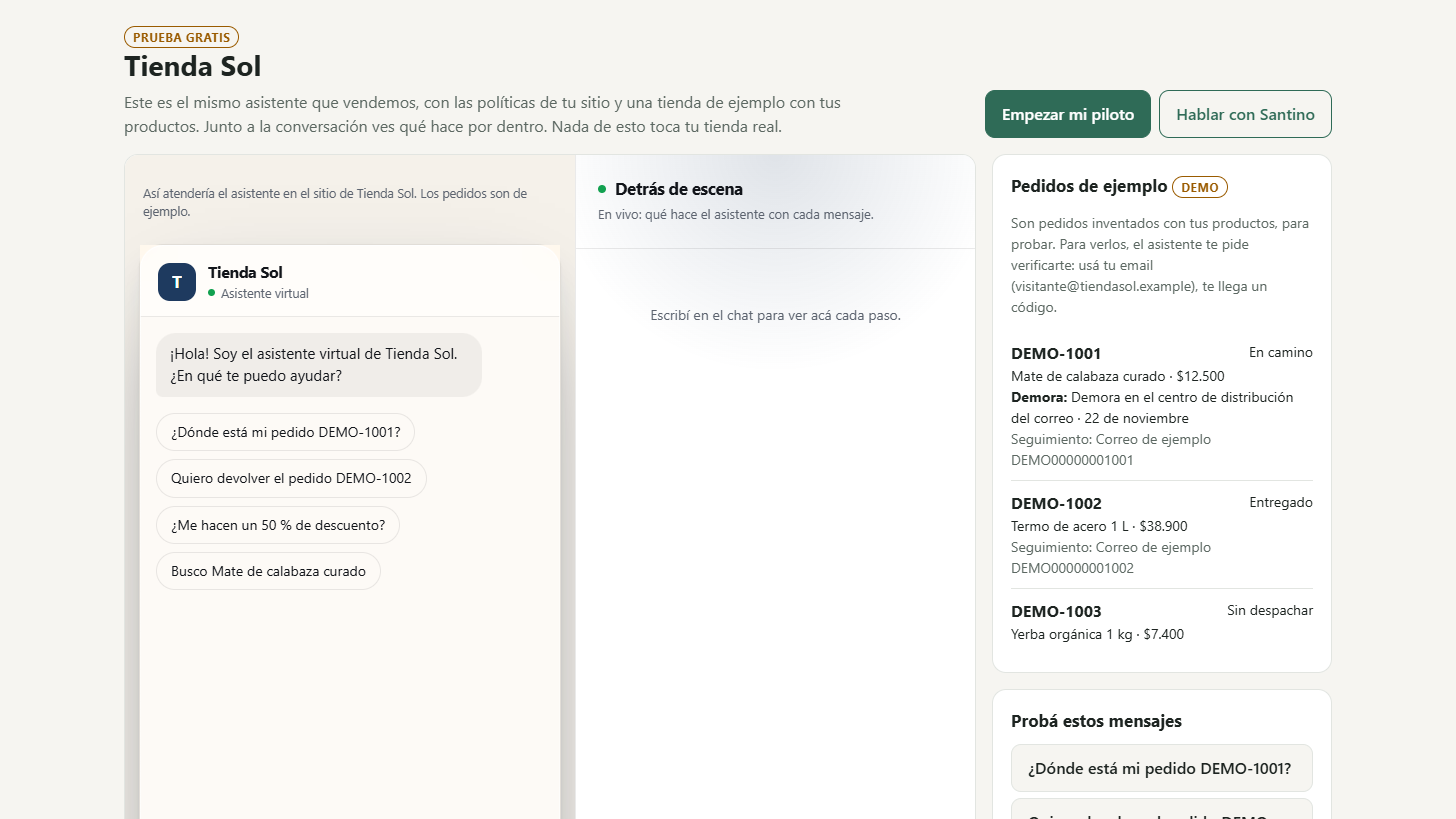 PRUEBA GRATIS
Tienda Sol
Este es el mismo asistente que vendemos, con las políticas de tu sitio y una tienda de ejemplo con tus
productos. Junto a la conversación ves qué hace por dentro. Nada de esto toca tu tienda real.
Empezar mi piloto
Hablar con Santino
Así atendería el asistente en el sitio de Tienda Sol. Los pedidos son de
ejemplo.
T
Tienda Sol
Asistente virtual
¡Hola! Soy el asistente virtual de Tienda Sol.
¿En qué te puedo ayudar?
¿Dónde está mi pedido DEMO-1001?
Quiero devolver el pedido DEMO-1002
¿Me hacen un 50 % de descuento?
Busco Mate de calabaza curado
Detrás de escena
En vivo: qué hace el asistente con cada mensaje.
Escribí en el chat para ver acá cada paso.
Pedidos de ejemplo DEMO
Son pedidos inventados con tus productos, para
probar. Para verlos, el asistente te pide
verificarte: usá tu email
(visitante@tiendasol.example), te llega un
código.
DEMO-1001 En camino
Mate de calabaza curado · $12.500
Demora: Demora en el centro de distribución
del correo · 22 de noviembre
Seguimiento: Correo de ejemplo
DEMO00000001001
DEMO-1002 Entregado
Termo de acero 1 L · $38.900
Seguimiento: Correo de ejemplo
DEMO00000001002
DEMO-1003 Sin despachar
Yerba orgánica 1 kg · $7.400
Probá estos mensajes
¿Dónde está mi pedido DEMO-1001?